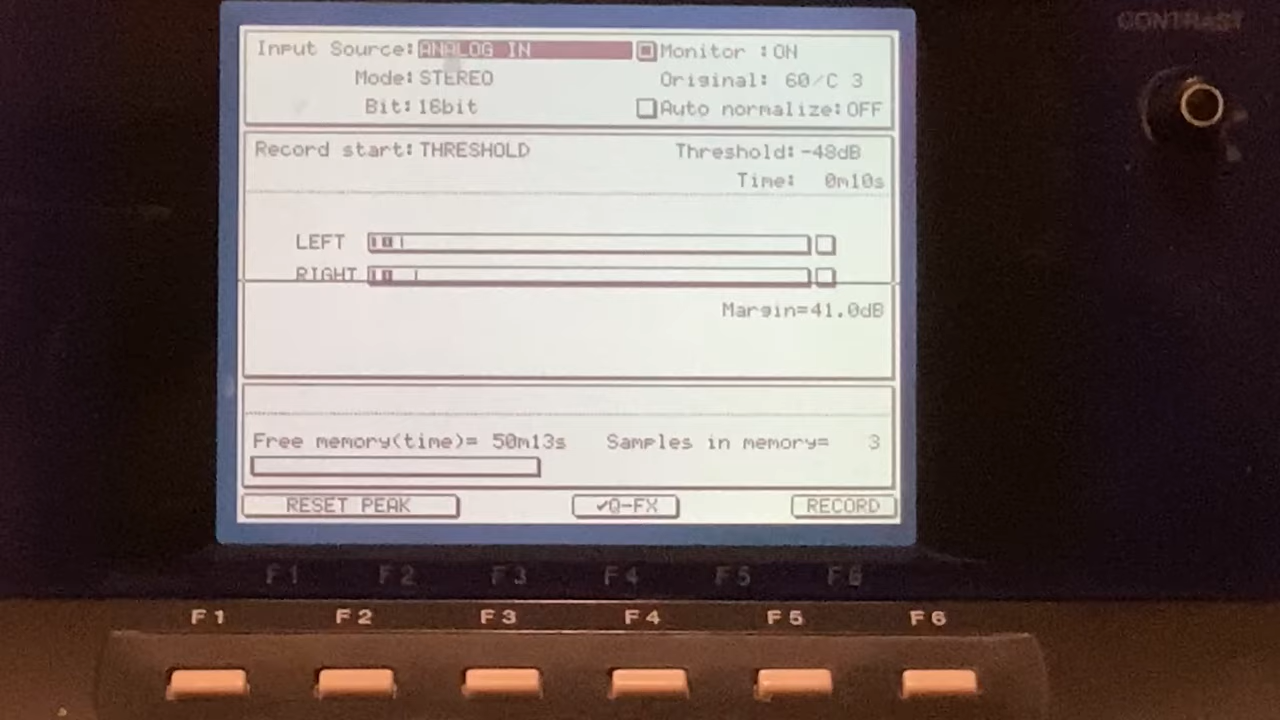 CONTRAST
Input Source: ANALOG IN Monitor : ON
Mode: STEREO Original: 60/C 3
Bit: 16bit Auto normalize: OFF
Record start: THRESHOLD Threshold: -48dB
Time: 0m10s
LEFT
RIGHT
Margin=41.0dB
Free memory(time)= 50m13s Samples in memory= 3
RESET PEAK ✓Q-FX RECORD
F1 F2 F3 F4 F5 F6
F1 F2 F3 F4 F5 F6